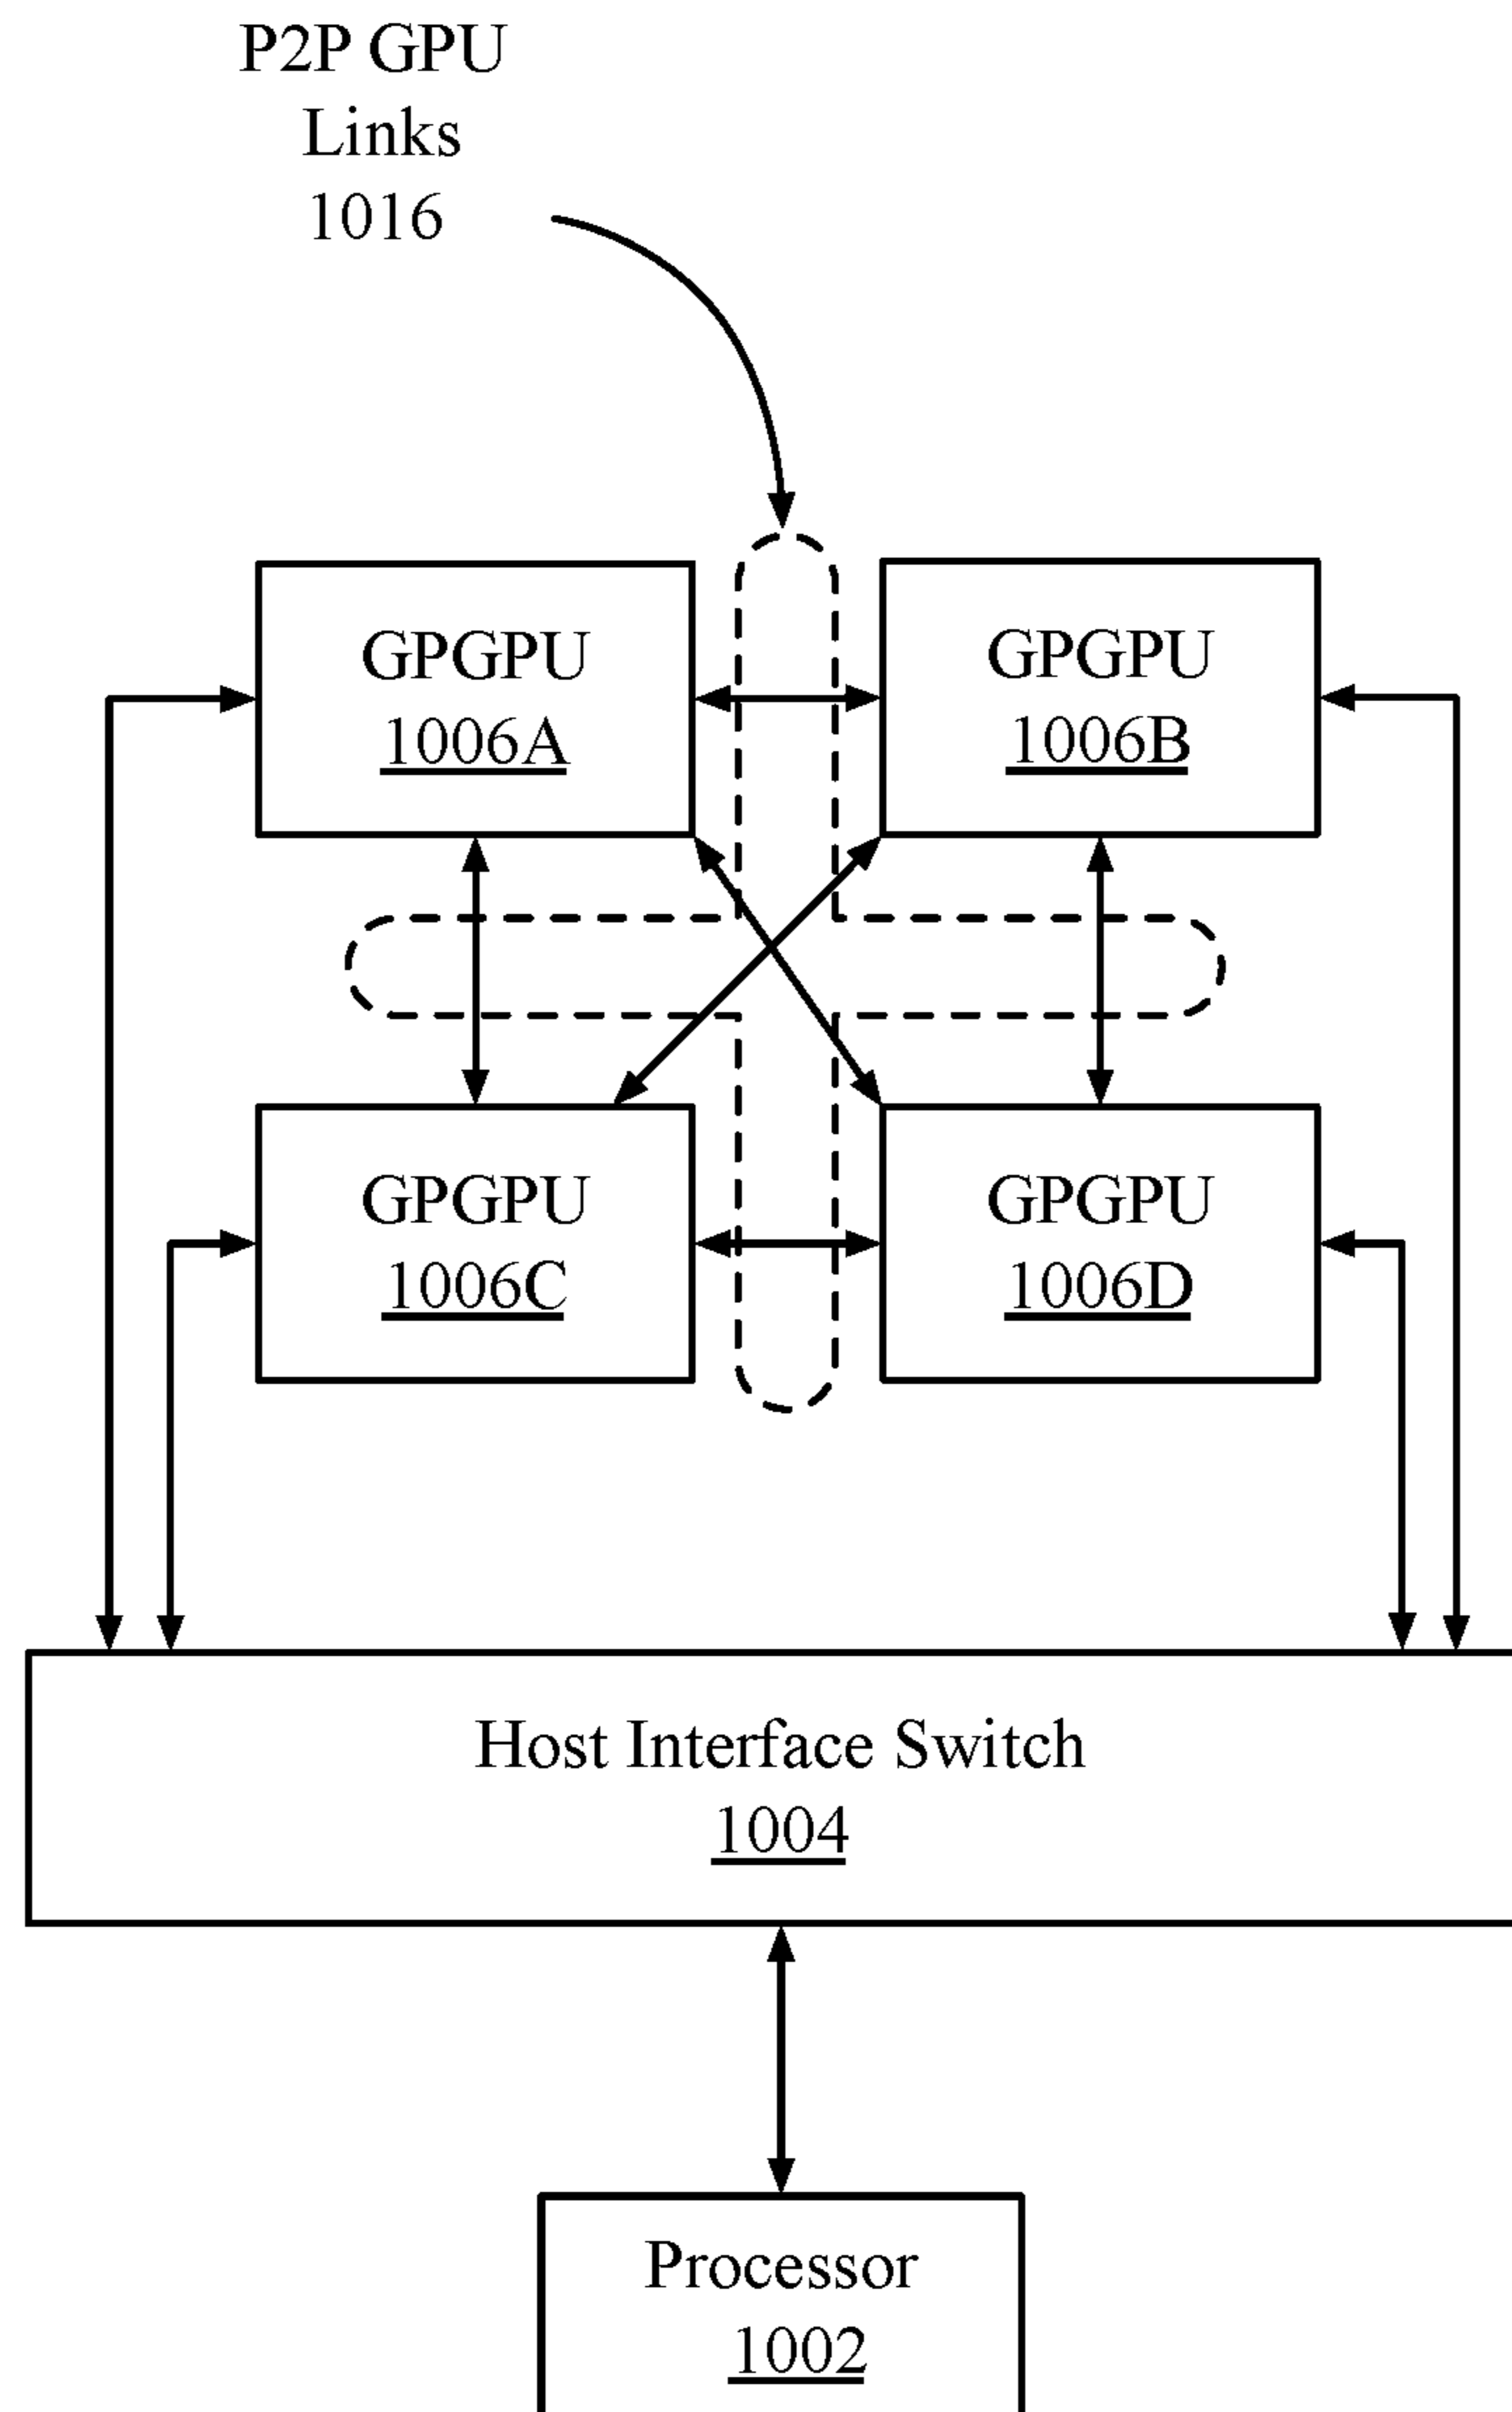 P2P GPU
Links
1016
GPGPU
1006A
GPGPU
1006B
GPGPU
1006C
GPGPU
1006D
Host Interface Switch
1004
Processor
1002